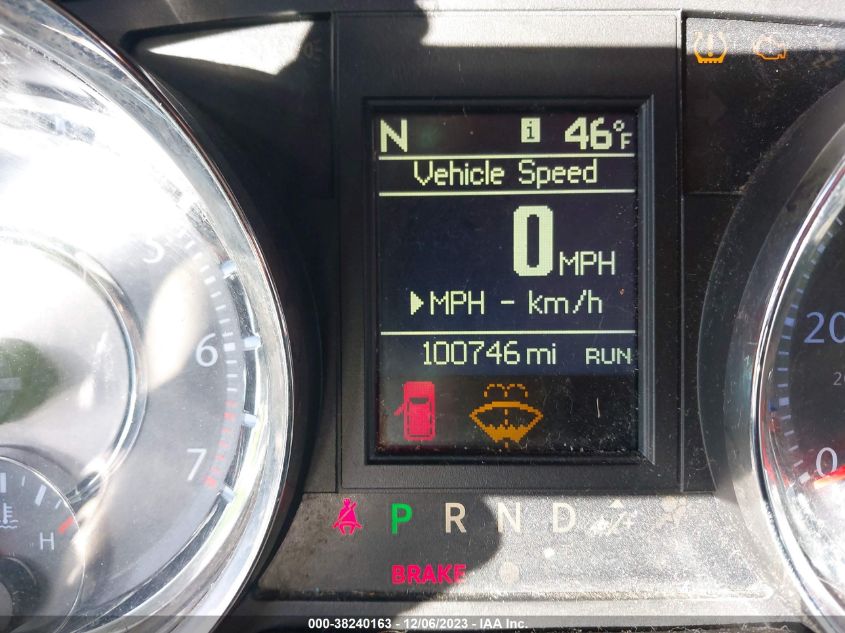 N i 46°F
Vehicle Speed
0 MPH
▶MPH - km/h
100746 mi RUN
5
6
7
H
20
20
0
P R N D
BRAKE
000-38240163 - 12/06/2023 - IAA Inc.